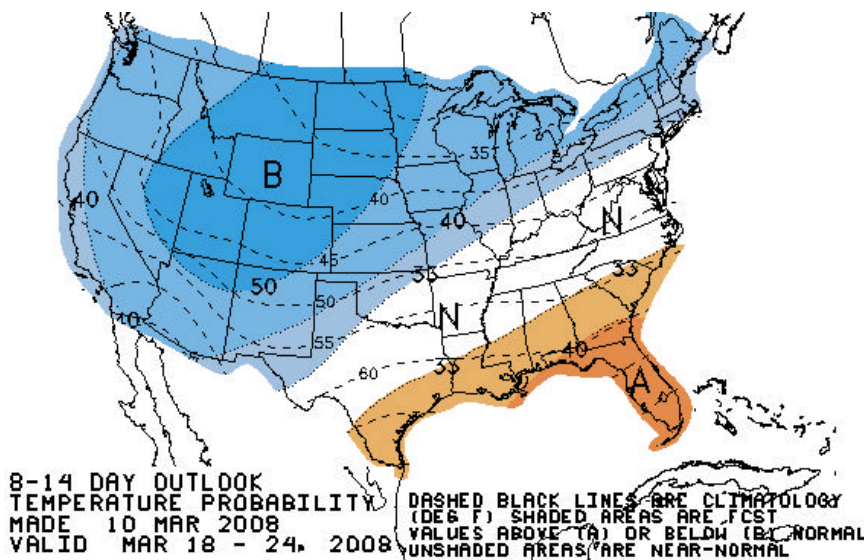 35
B
40
40
40
N
45
33
33
50
50
N
40
55
40
33
60
A
8-14 DAY OUTLOOK
TEMPERATURE PROBABILITY
MADE 10 MAR 2008
VALID MAR 18 - 24, 2008
DASHED BLACK LINES ARE CLIMATOLOGY
(DEG F) SHADED AREAS ARE FCST
VALUES ABOVE (A) OR BELOW (B) NORMAL
UNSHADED AREAS ARE NEAR-NORMAL